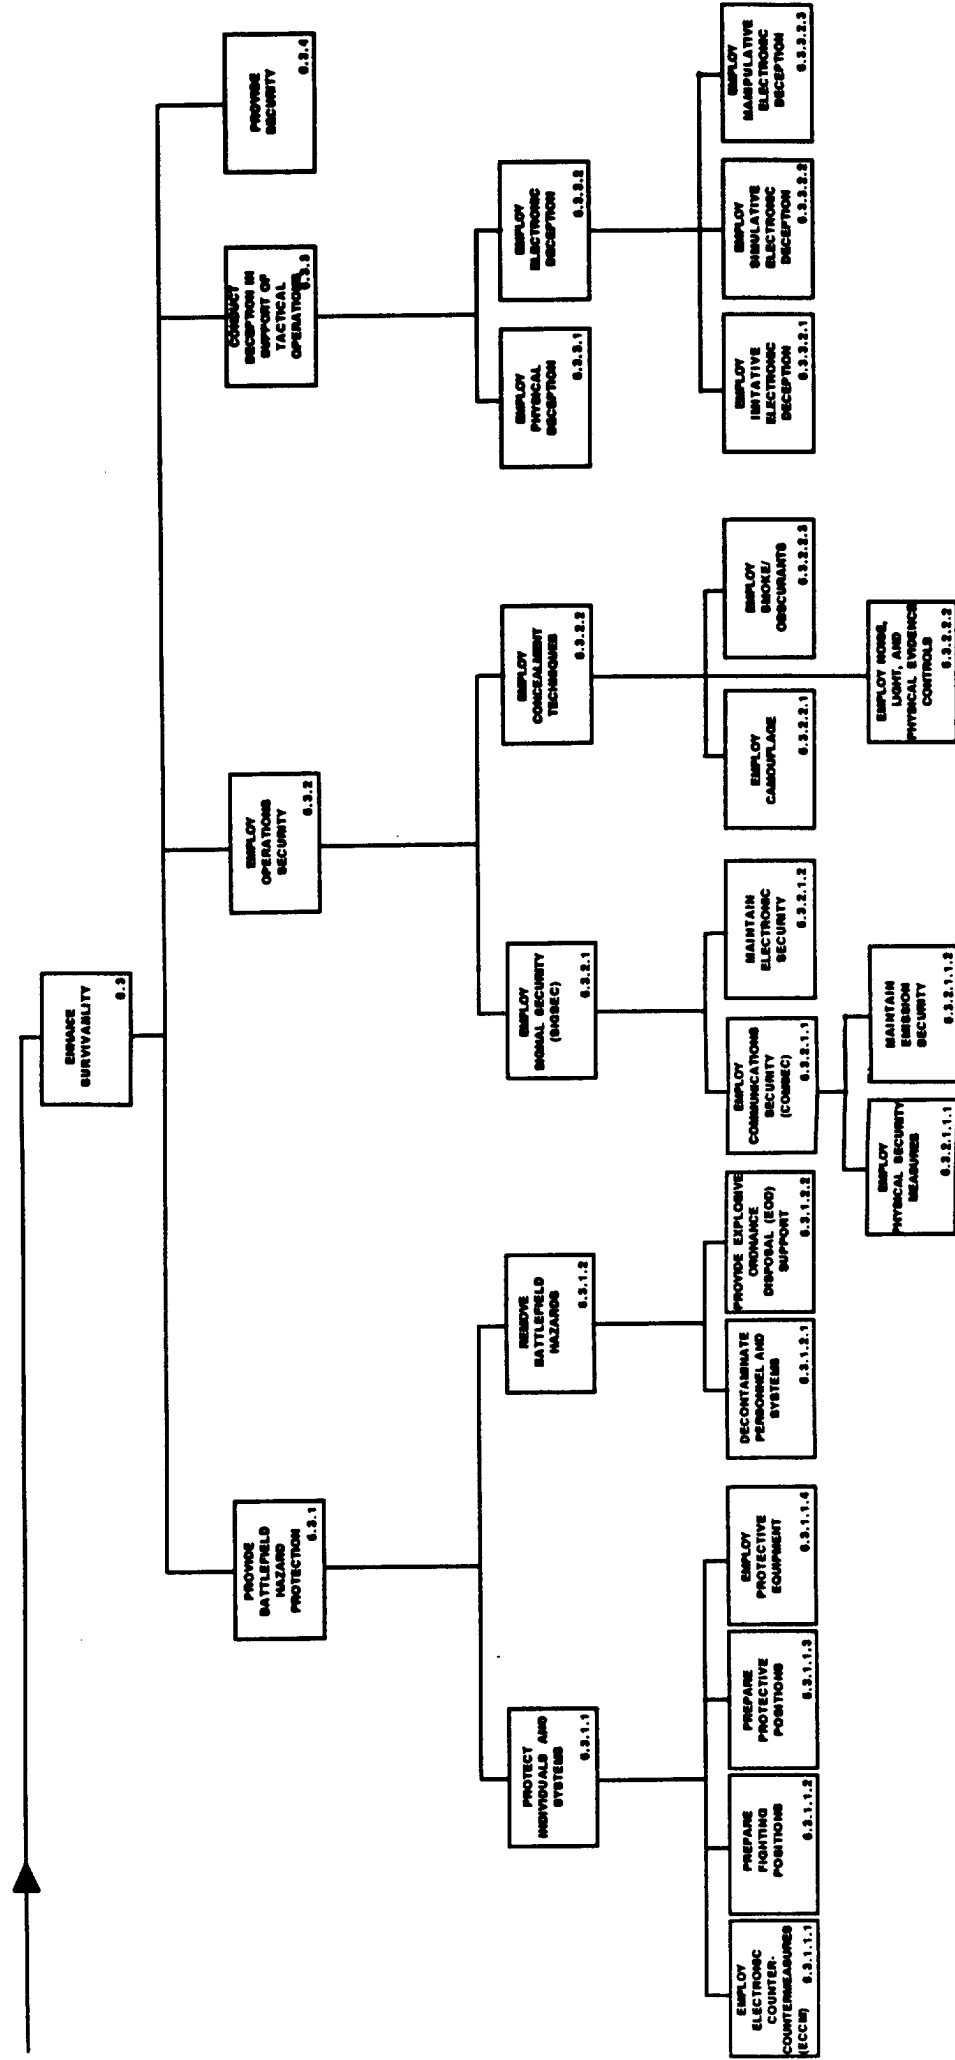 ENHANCE
SURVIVABLITY
6.3
PROVIDE
BATTLEFIELD
HAZARD
PROTECTION
6.3.1
EMPLOY
OPERATIONS
SECURITY
6.3.2
CONDUCT
DECEPTION IN
SUPPORT OF
TACTICAL
OPERATIONS
6.3.3
PROVIDE
SECURITY
6.3.4
PROTECT
INDIVIDUALS AND
SYSTEMS
6.3.1.1
REMOVE
BATTLEFIELD
HAZARDS
6.3.1.2
EMPLOY
SIGNAL SECURITY
(SIGSEC)
6.3.2.1
EMPLOY
CONCEALMENT
TECHNIQUES
6.3.2.2
EMPLOY
PHYSICAL
DECEPTION
6.3.3.1
EMPLOY
ELECTRONIC
DECEPTION
6.3.3.2
EMPLOY
ELECTRONIC
COUNTER-
COUNTERMEASURES
(ECCM) 6.3.1.1.1
PREPARE
FIGHTING
POSITIONS
6.3.1.1.2
PREPARE
PROTECTIVE
POSITIONS
6.3.1.1.3
EMPLOY
PROTECTIVE
EQUIPMENT
6.3.1.1.4
DECONTAMINATE
PERSONNEL AND
SYSTEMS
6.3.1.2.1
PROVIDE EXPLOSIVE
ORDNANCE
DISPOSAL (EOD)
SUPPORT
6.3.1.2.2
EMPLOY
COMMUNICATIONS
SECURITY
(COMSEC)
6.3.2.1.1
MAINTAIN
ELECTRONIC
SECURITY
6.3.2.1.2
EMPLOY
CAMOUFLAGE
6.3.2.2.1
EMPLOY
SMOKE/
OBSCURANTS
6.3.2.2.3
EMPLOY
IMITATIVE
ELECTRONIC
DECEPTION
6.3.3.2.1
EMPLOY
SIMULATIVE
ELECTRONIC
DECEPTION
6.3.3.2.2
EMPLOY
MANIPULATIVE
ELECTRONIC
DECEPTION
6.3.3.2.3
EMPLOY
PHYSICAL SECURITY
MEASURES
6.3.2.1.1.1
MAINTAIN
EMISSION
SECURITY
6.3.2.1.1.2
EMPLOY NOISE,
LIGHT, AND
PHYSICAL EVIDENCE
CONTROLS
6.3.2.2.2